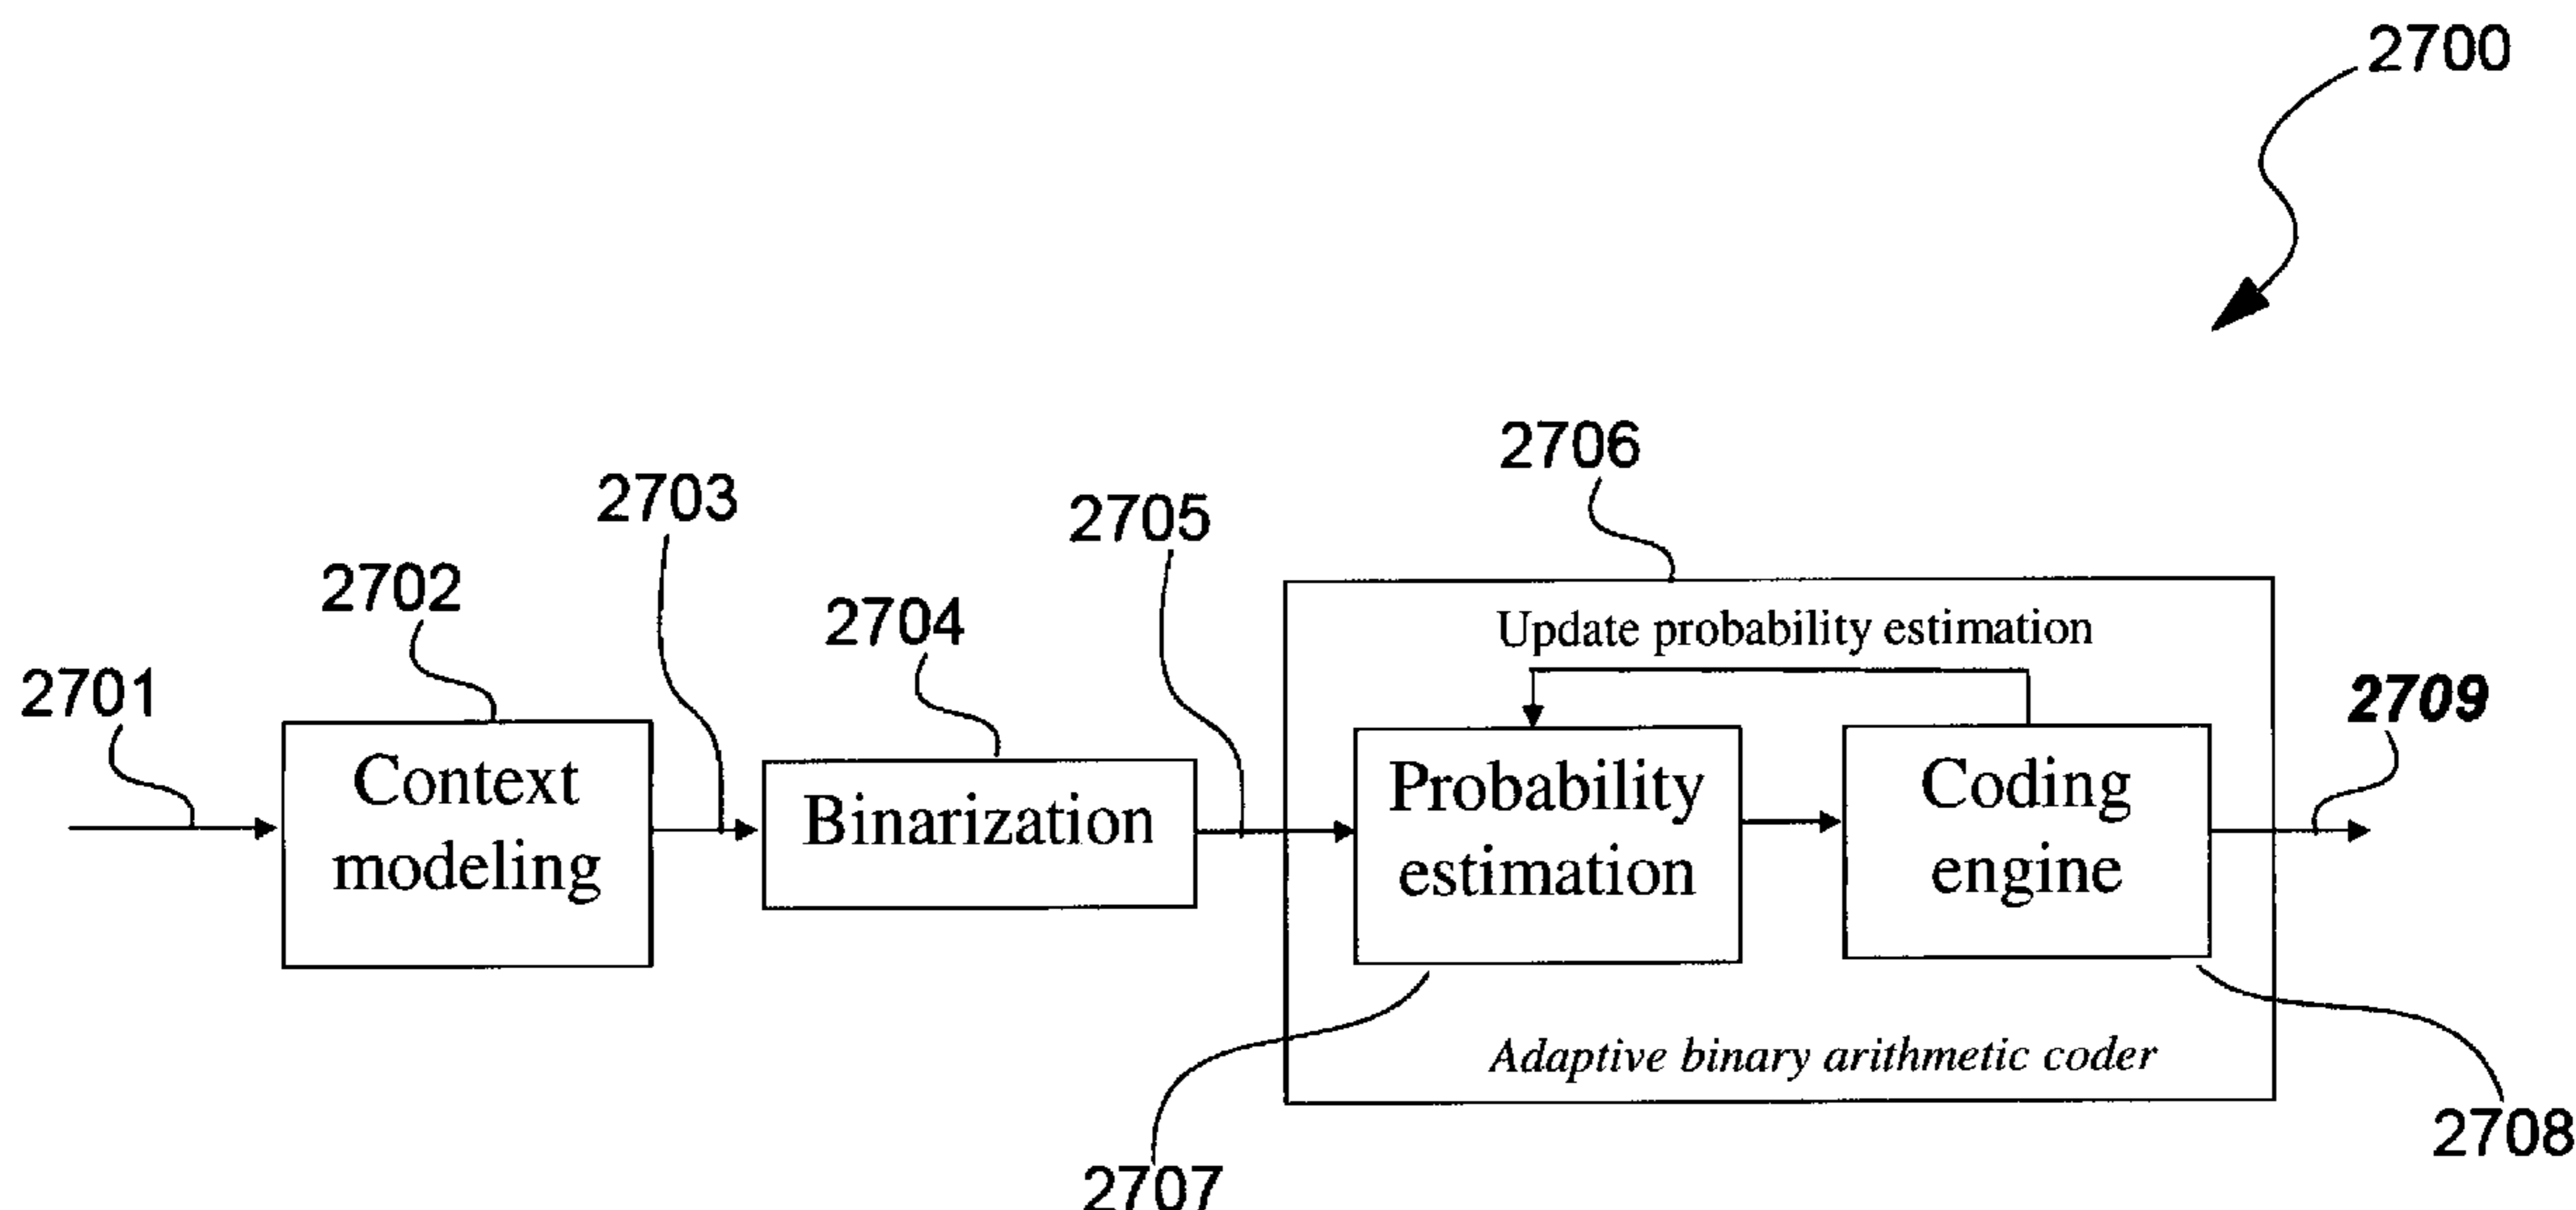 2700
2706
2703
2705
2702
2704
Update probability estimation
2701
2709
Context
modeling
Binarization
Probability
estimation
Coding
engine
Adaptive binary arithmetic coder
2708
2707